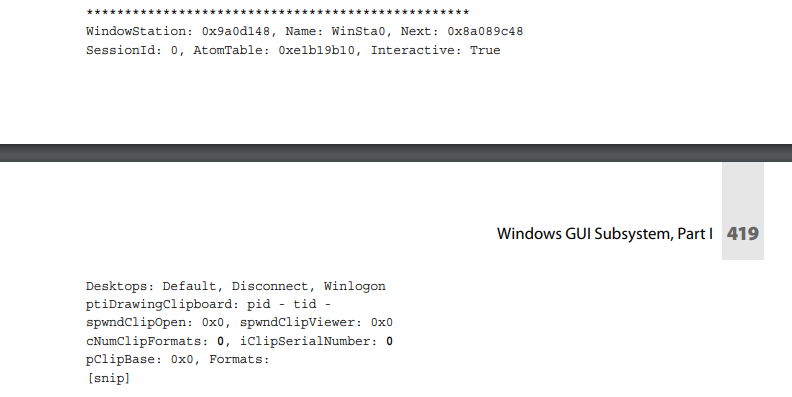 **************************************************
WindowStation: 0x9a0d148, Name: WinSta0, Next: 0x8a089c48
SessionId: 0, AtomTable: 0xe1b19b10, Interactive: True
Windows GUI Subsystem, Part I 419
Desktops: Default, Disconnect, Winlogon
ptiDrawingClipboard: pid - tid -
spwndClipOpen: 0x0, spwndClipViewer: 0x0
cNumClipFormats: 0, iClipSerialNumber: 0
pClipBase: 0x0, Formats:
[snip]